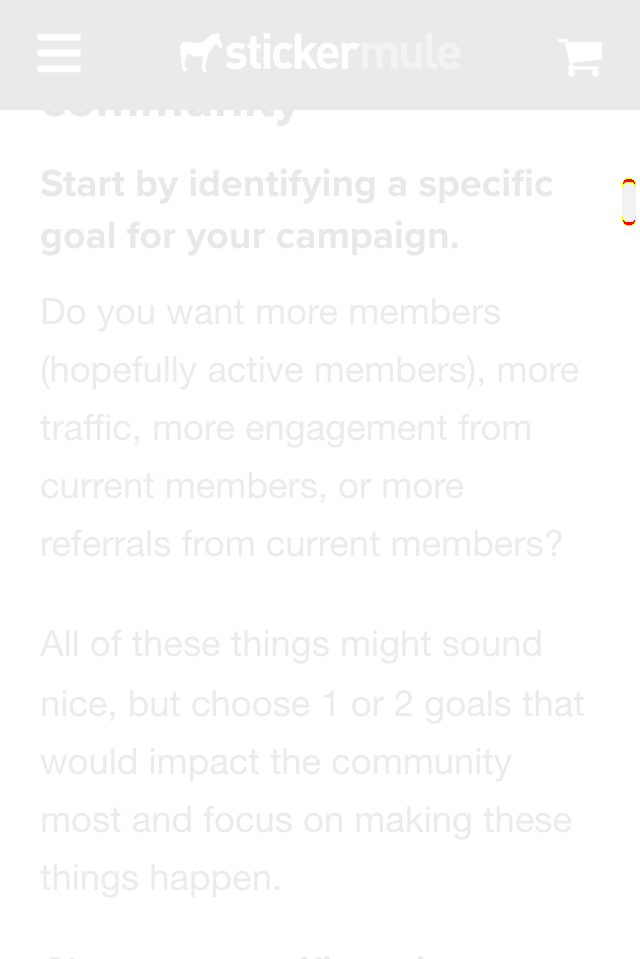 stickermule
community
Start by identifying a specific
goal for your campaign.
Do you want more members
(hopefully active members), more
traffic, more engagement from
current members, or more
referrals from current members?
All of these things might sound
nice, but choose 1 or 2 goals that
would impact the community
most and focus on making these
things happen.